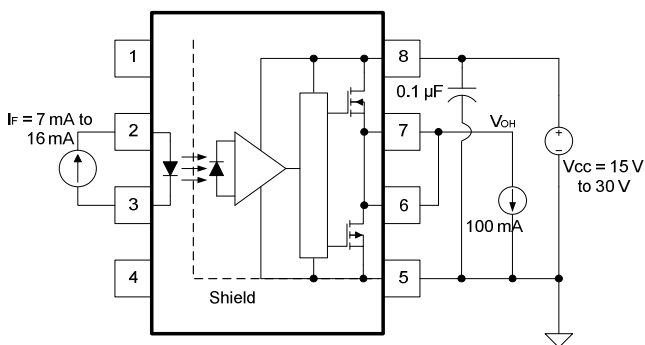 1
2
3
4
IF = 7 mA to
16 mA
Shield
8
7
6
5
0.1 µF
VOH
100 mA
+
−
VCC = 15 V
to 30 V